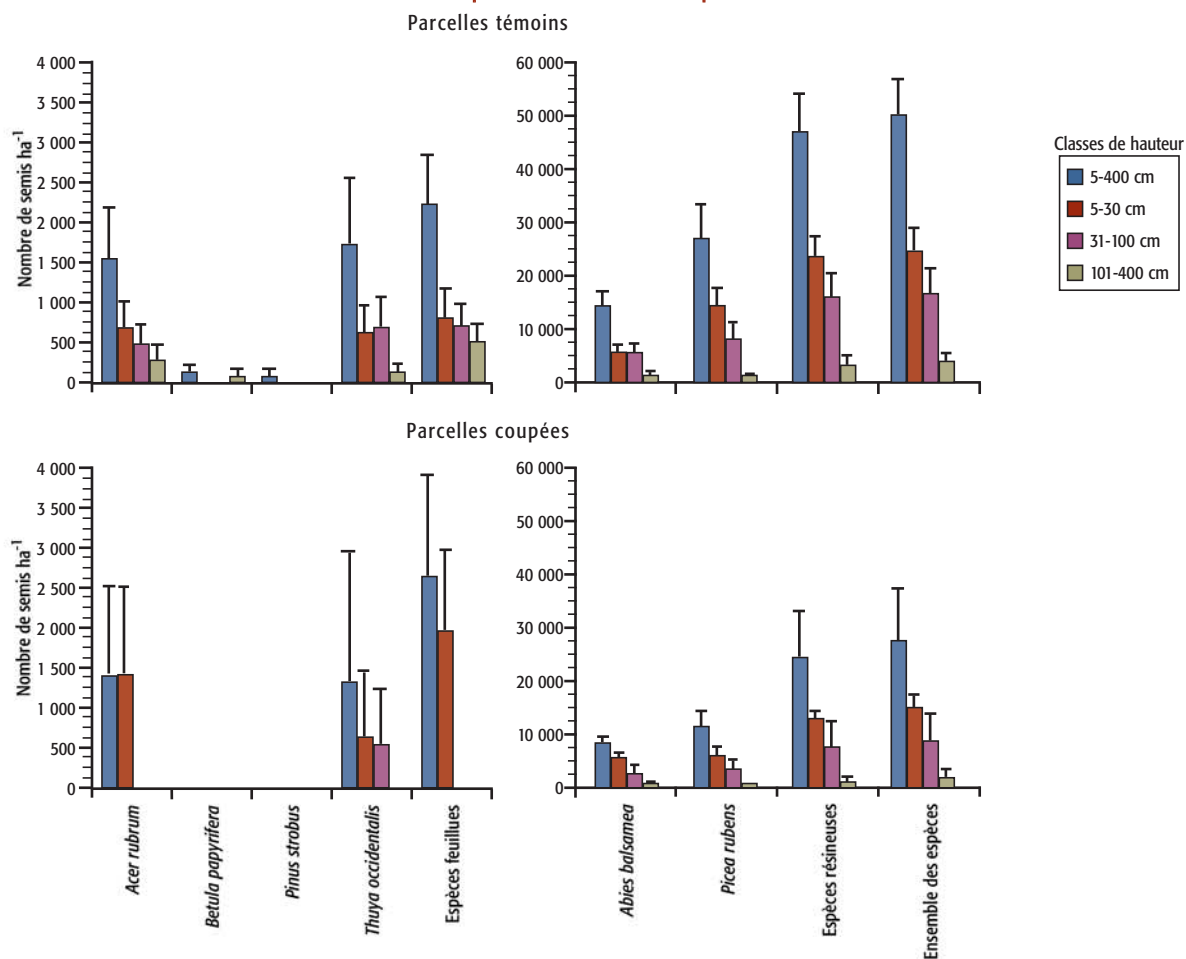 Parcelles témoins
4 000
3 500
3 000
2 500
2 000
1 500
1 000
500
0
Nombre de semis ha-1
60 000
50 000
40 000
30 000
20 000
10 000
0
Classes de hauteur
5-400 cm
5-30 cm
31-100 cm
101-400 cm
Parcelles coupées
4 000
3 500
3 000
2 500
2 000
1 500
1 000
500
0
Nombre de semis ha-1
60 000
50 000
40 000
30 000
20 000
10 000
0
Acer rubrum
Betula papyrifera
Pinus strobus
Thuya occidentalis
Espèces feuillues
Abies balsamea
Picea rubens
Espèces résineuses
Ensemble des espèces